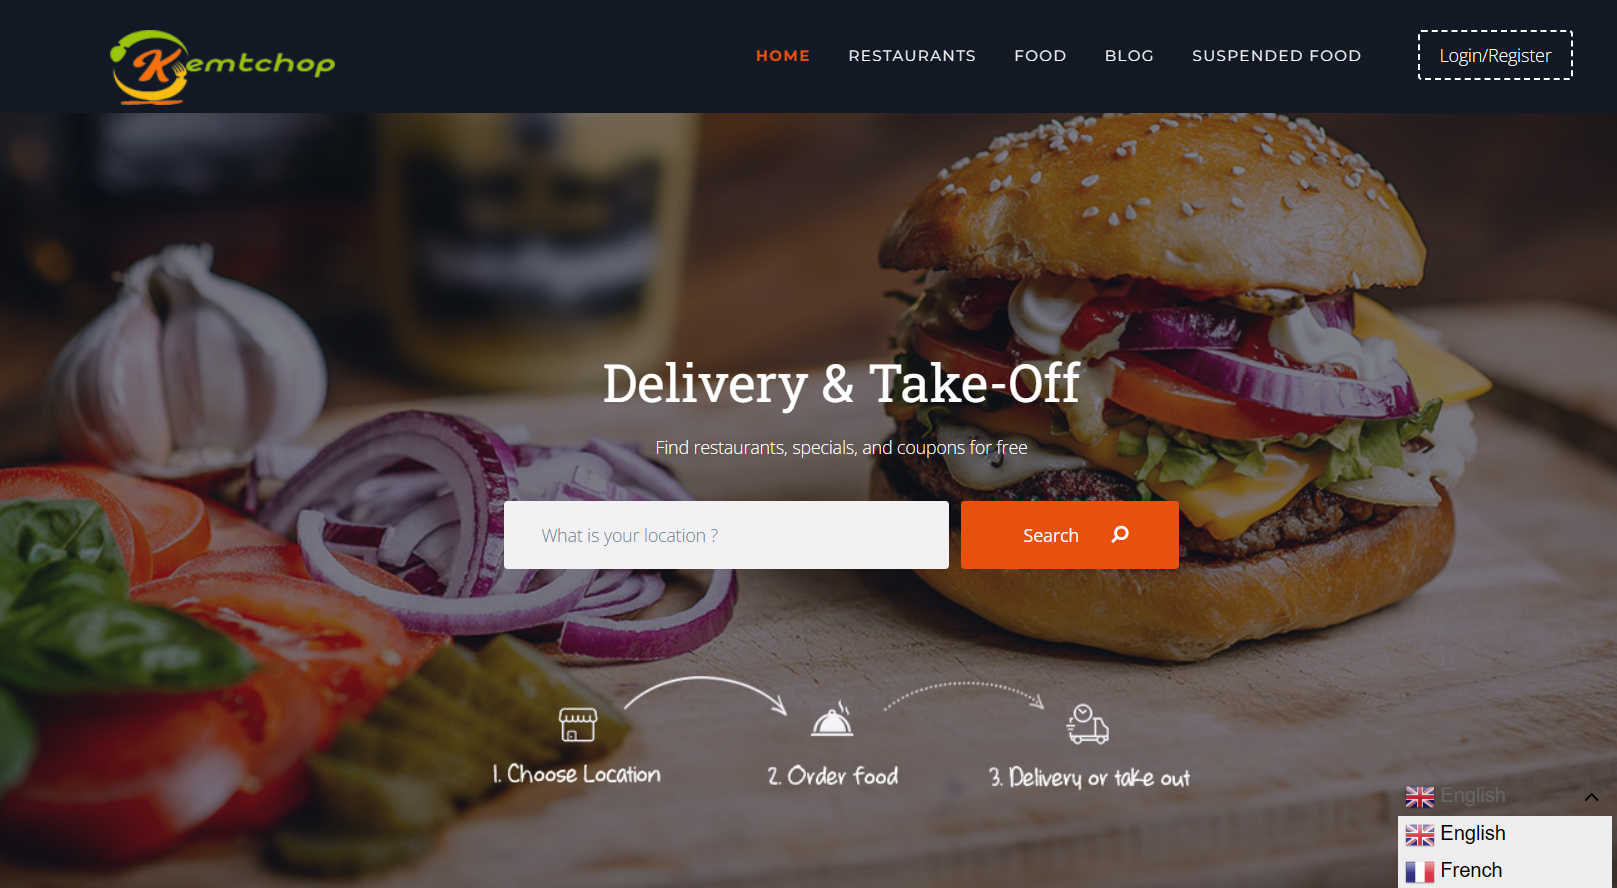 Kemtchop
HOME
RESTAURANTS
FOOD
BLOG
SUSPENDED FOOD
Login/Register
Delivery & Take-Off
Find restaurants, specials, and coupons for free
What is your location ?
Search
1. Choose Location
2. Order food
3. Delivery or take out
English
English
French